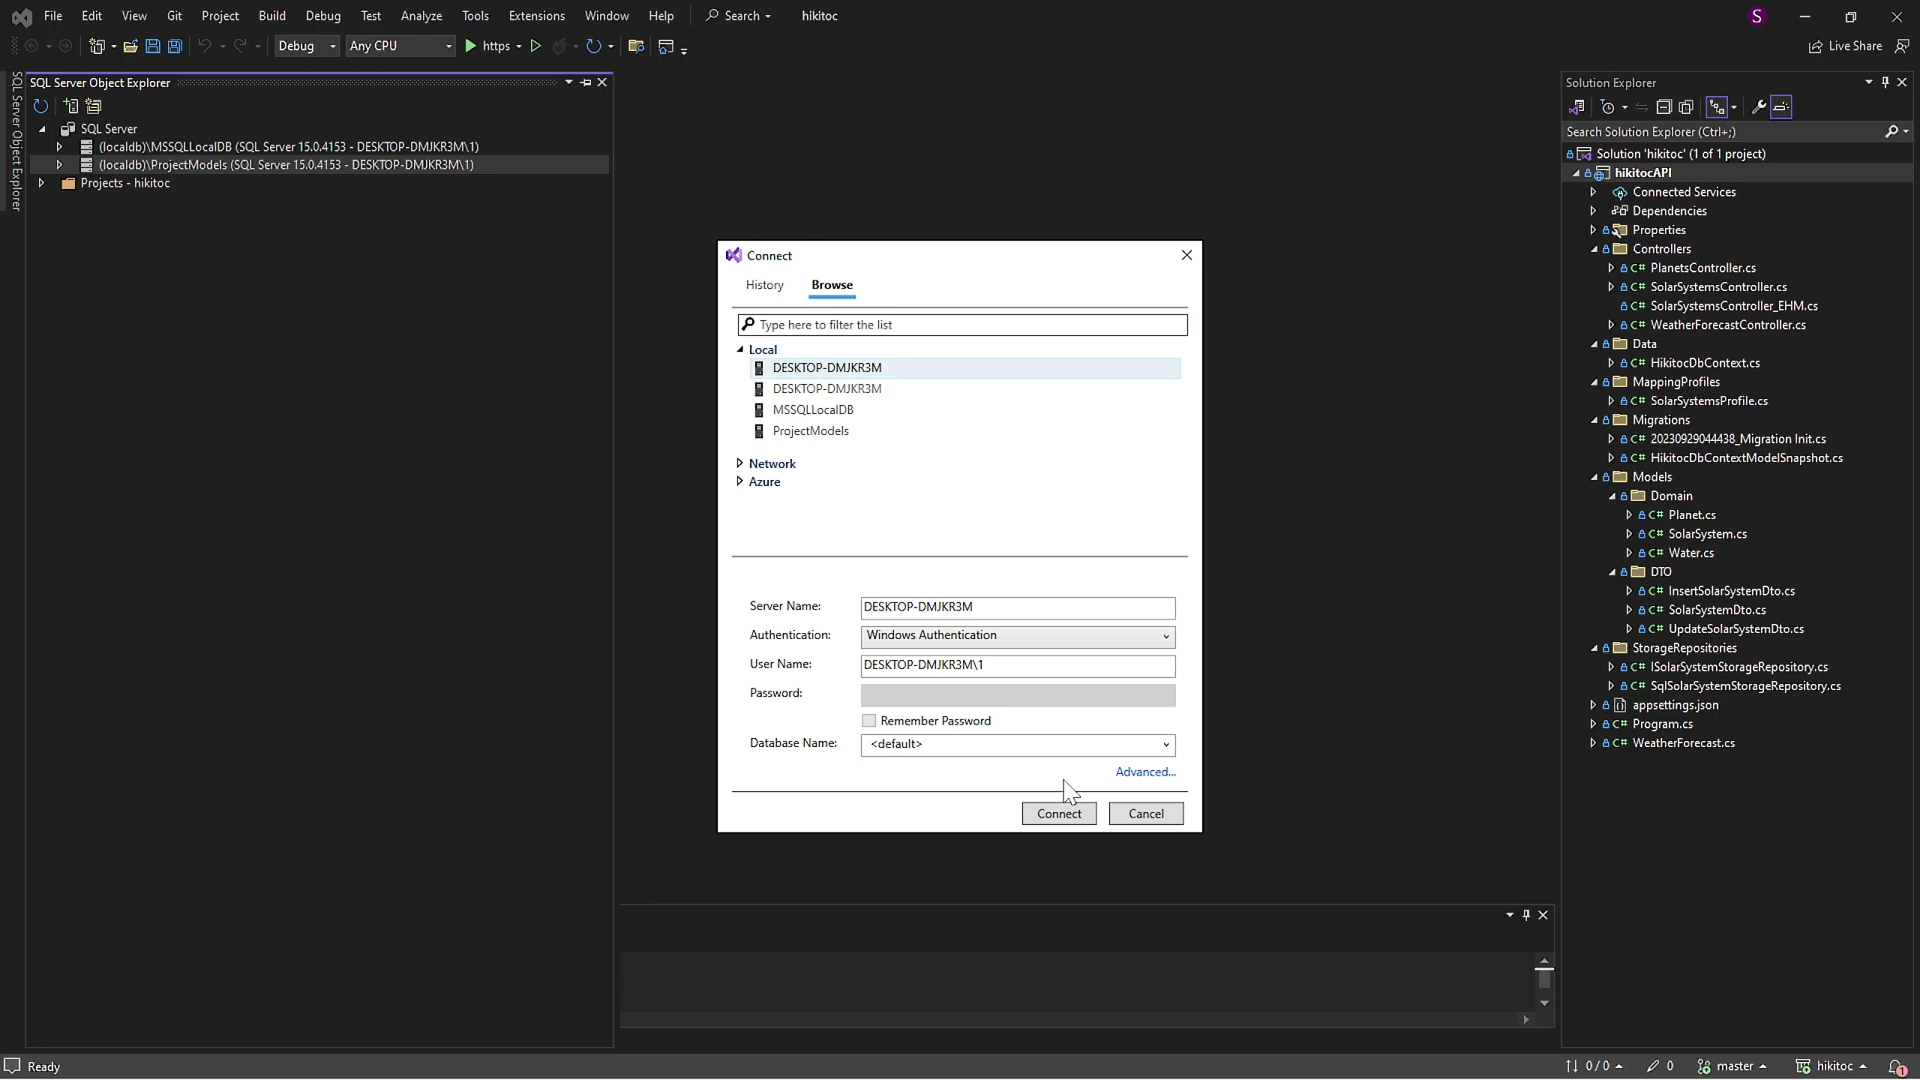 File Edit View Git Project Build Debug Test Analyze Tools Extensions Window Help Search hikitoc S
Debug Any CPU https Live Share
SQL Server Object Explorer
SQL Server Object Explorer
SQL Server
(localdb)\MSSQLLocalDB (SQL Server 15.0.4153 - DESKTOP-DMJKR3M\1)
(localdb)\ProjectModels (SQL Server 15.0.4153 - DESKTOP-DMJKR3M\1)
Projects - hikitoc
Connect
History Browse
Type here to filter the list
Local
DESKTOP-DMJKR3M
DESKTOP-DMJKR3M
MSSQLLocalDB
ProjectModels
Network
Azure
Server Name: DESKTOP-DMJKR3M
Authentication: Windows Authentication
User Name: DESKTOP-DMJKR3M\1
Password:
Remember Password
Database Name: <default>
Advanced...
Connect Cancel
Solution Explorer
Search Solution Explorer (Ctrl+;)
Solution 'hikitoc' (1 of 1 project)
hikitocAPI
Connected Services
Dependencies
Properties
Controllers
C# PlanetsController.cs
C# SolarSystemsController.cs
C# SolarSystemsController_EHM.cs
C# WeatherForecastController.cs
Data
C# HikitocDbContext.cs
MappingProfiles
C# SolarSystemsProfile.cs
Migrations
C# 20230929044438_Migration Init.cs
C# HikitocDbContextModelSnapshot.cs
Models
Domain
C# Planet.cs
C# SolarSystem.cs
C# Water.cs
DTO
C# InsertSolarSystemDto.cs
C# SolarSystemDto.cs
C# UpdateSolarSystemDto.cs
StorageRepositories
C# ISolarSystemStorageRepository.cs
C# SqlSolarSystemStorageRepository.cs
appsettings.json
C# Program.cs
C# WeatherForecast.cs
Ready 0 / 0 0 master hikitoc 1